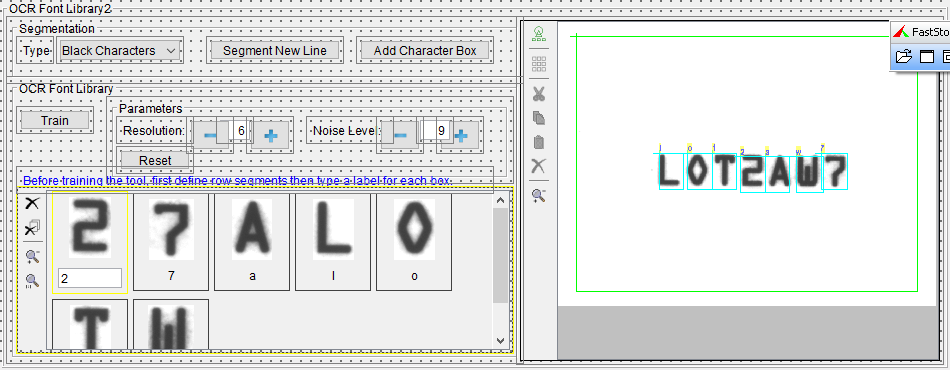 OCR Font Library2
Segmentation
Type Black Characters Segment New Line Add Character Box
OCR Font Library
Train
Parameters
Resolution: 6 Noise Leve: 9
Reset
Before training the tool, first define row segments then type a label for each box.
2 7 A L O
2 7 a l o
T W
l o t 2 a w 7
LOT2AW7
FastSto